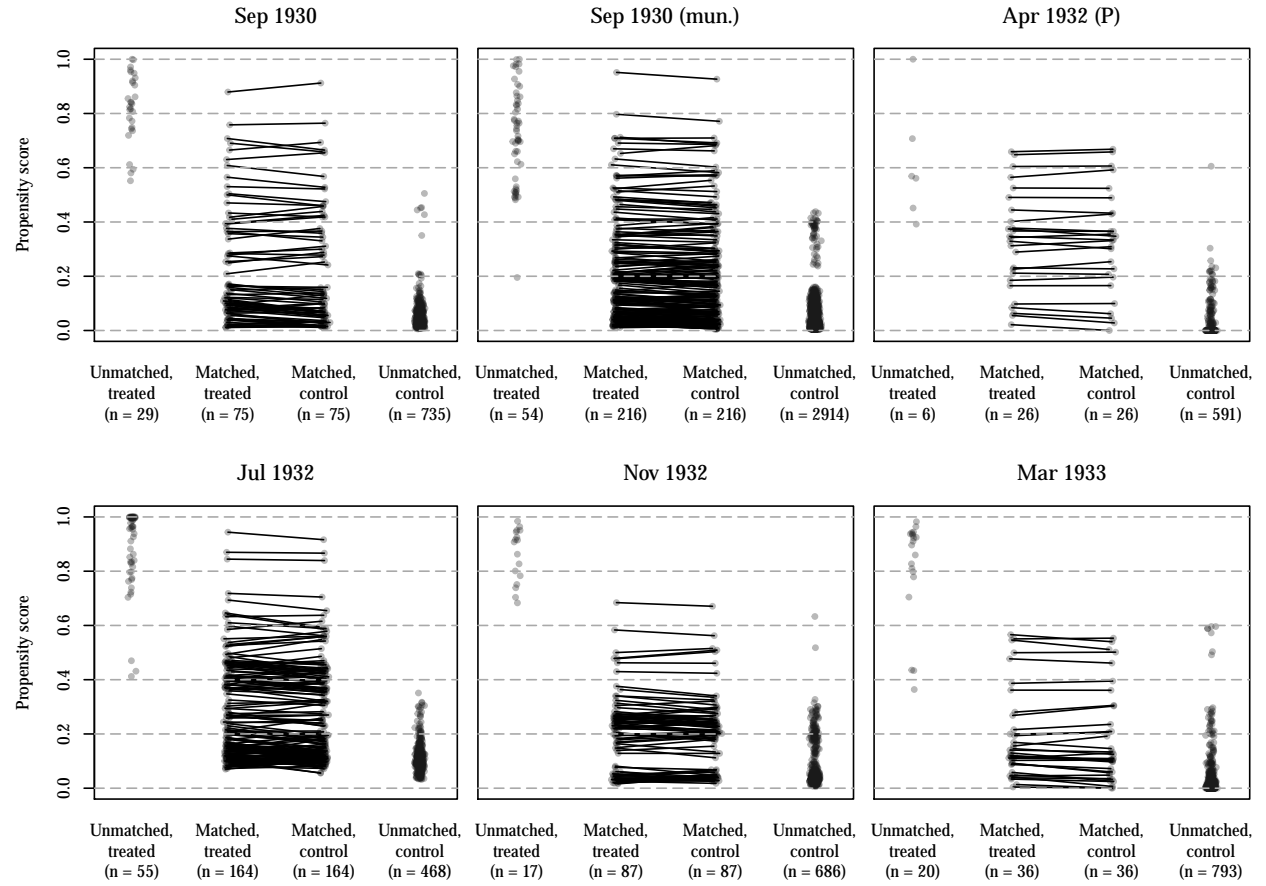 Sep 1930
Sep 1930 (mun.)
Apr 1932 (P)
Propensity score
1.0
0.8
0.6
0.4
0.2
0.0
Unmatched, Matched, Matched, Unmatched, Unmatched, Matched, Matched, Unmatched, Unmatched, Matched, Matched, Unmatched,
treated treated control control treated treated control control treated treated control control
(n = 29) (n = 75) (n = 75) (n = 735) (n = 54) (n = 216) (n = 216) (n = 2914) (n = 6) (n = 26) (n = 26) (n = 591)
Jul 1932
Nov 1932
Mar 1933
Propensity score
1.0
0.8
0.6
0.4
0.2
0.0
Unmatched, Matched, Matched, Unmatched, Unmatched, Matched, Matched, Unmatched, Unmatched, Matched, Matched, Unmatched,
treated treated control control treated treated control control treated treated control control
(n = 55) (n = 164) (n = 164) (n = 468) (n = 17) (n = 87) (n = 87) (n = 686) (n = 20) (n = 36) (n = 36) (n = 793)